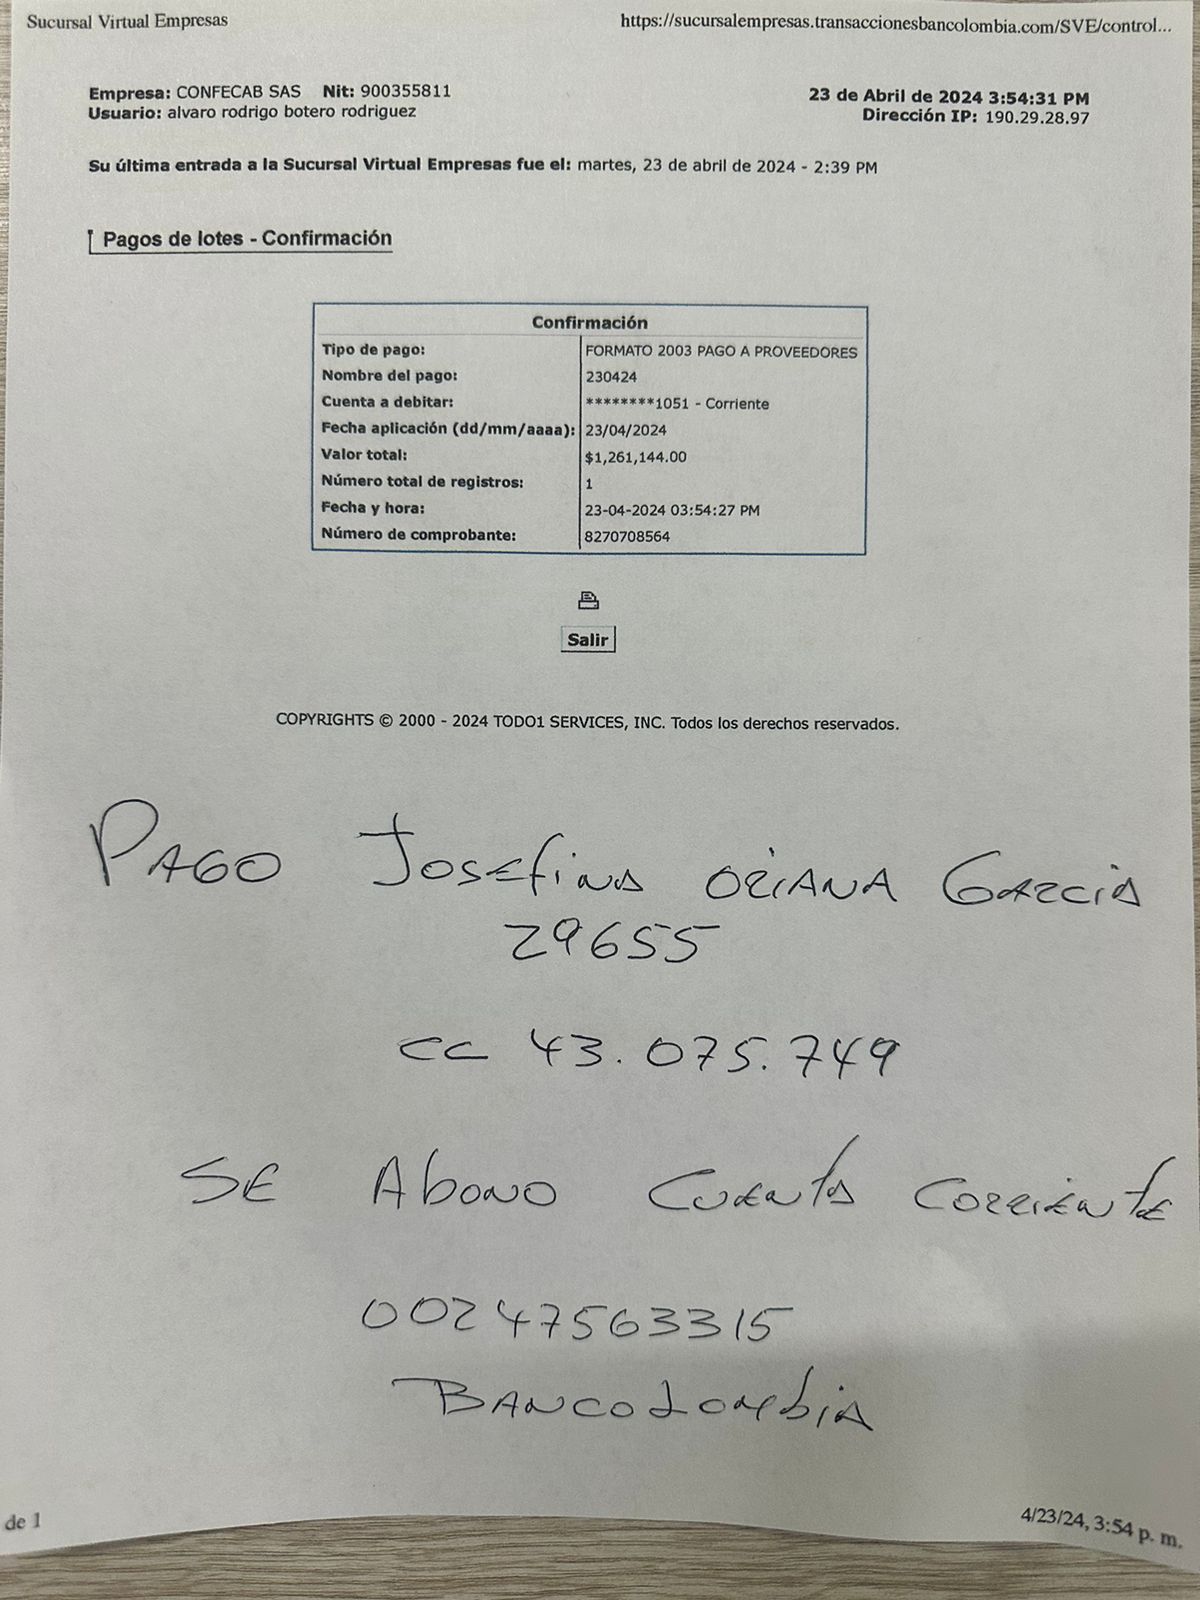 Sucursal Virtual Empresas
https://sucursalempresas.transaccionesbancolombia.com/SVE/control...
Empresa: CONFECAB SAS Nit: 900355811
Usuario: alvaro rodrigo botero rodriguez
23 de Abril de 2024 3:54:31 PM
Dirección IP: 190.29.28.97
Su última entrada a la Sucursal Virtual Empresas fue el: martes, 23 de abril de 2024 - 2:39 PM
Pagos de lotes - Confirmación
Confirmación
Tipo de pago: FORMATO 2003 PAGO A PROVEEDORES
Nombre del pago: 230424
Cuenta a debitar: ********1051 - Corriente
Fecha aplicación (dd/mm/aaaa): 23/04/2024
Valor total: $1,261,144.00
Número total de registros: 1
Fecha y hora: 23-04-2024 03:54:27 PM
Número de comprobante: 8270708564
Salir
COPYRIGHTS © 2000 - 2024 TODO1 SERVICES, INC. Todos los derechos reservados.
PAGO Josefina ORIANA GARCIA
29655
CC 43.075.749
SE Abono Cuenta Corriente
00247563315
BANCOLOMBIA
de 1
4/23/24, 3:54 p. m.